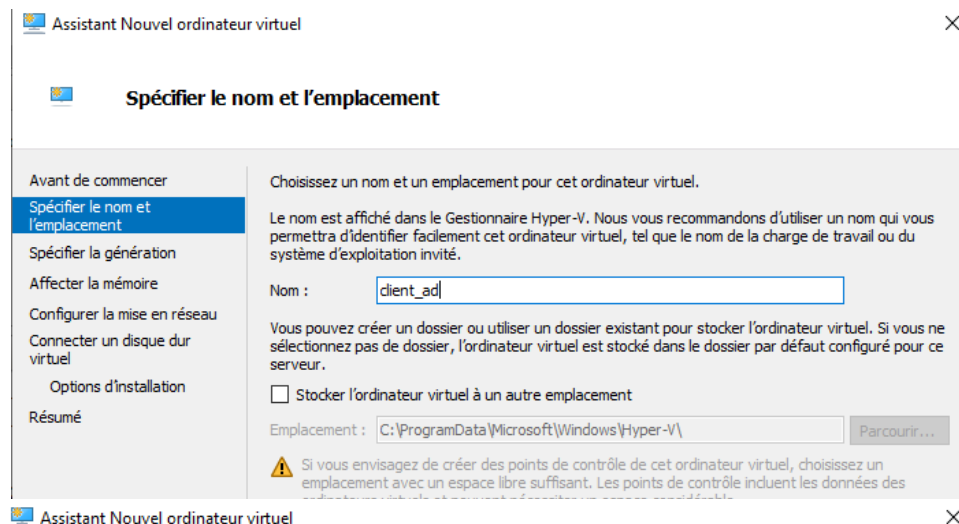 Assistant Nouvel ordinateur virtuel
Spécifier le nom et l'emplacement
Avant de commencer
Spécifier le nom et
l'emplacement
Spécifier la génération
Affecter la mémoire
Configurer la mise en réseau
Connecter un disque dur
virtuel
Options d'installation
Résumé
Choisissez un nom et un emplacement pour cet ordinateur virtuel.
Le nom est affiché dans le Gestionnaire Hyper-V. Nous vous recommandons d'utiliser un nom qui vous
permettra d'identifier facilement cet ordinateur virtuel, tel que le nom de la charge de travail ou du
système d'exploitation invité.
Nom : client_ad
Vous pouvez créer un dossier ou utiliser un dossier existant pour stocker l'ordinateur virtuel. Si vous ne
sélectionnez pas de dossier, l'ordinateur virtuel est stocké dans le dossier par défaut configuré pour ce
serveur.
Stocker l'ordinateur virtuel à un autre emplacement
Emplacement : C:\ProgramData\Microsoft\Windows\Hyper-V\ Parcourir...
Si vous envisagez de créer des points de contrôle de cet ordinateur virtuel, choisissez un
emplacement avec un espace libre suffisant. Les points de contrôle incluent les données des
Assistant Nouvel ordinateur virtuel